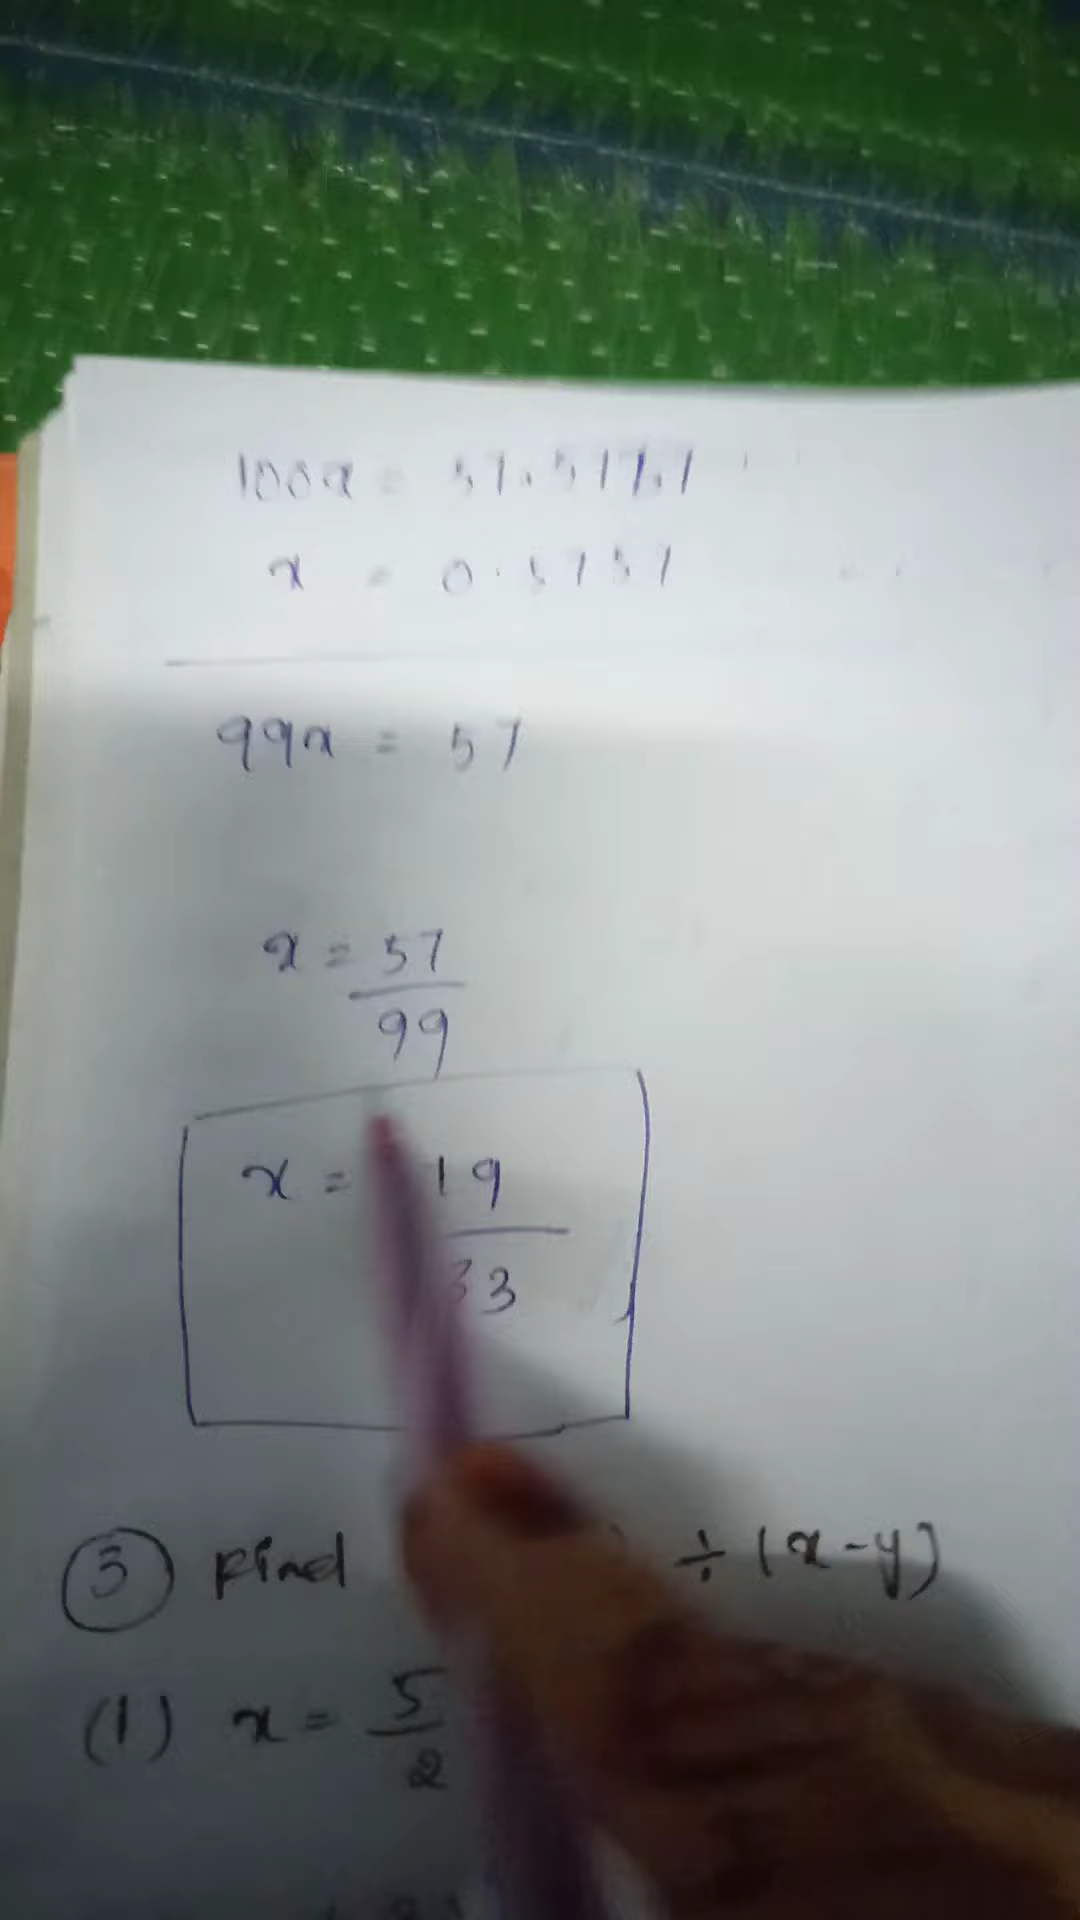 100x = 57.5757
x = 0.5757
99x = 57
x = 57
99
x = 19
33
3 Find ) ÷ (x-y)
(1) x = 5
2